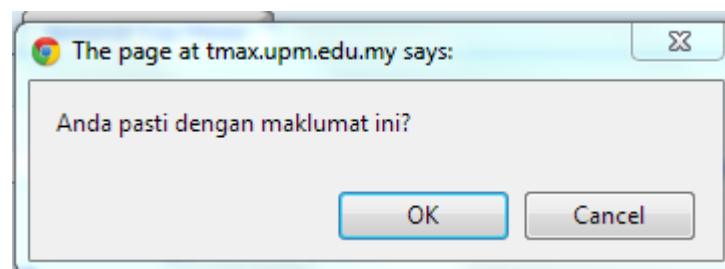 The page at tmax.upm.edu.my says:
Anda pasti dengan maklumat ini?
OK
Cancel